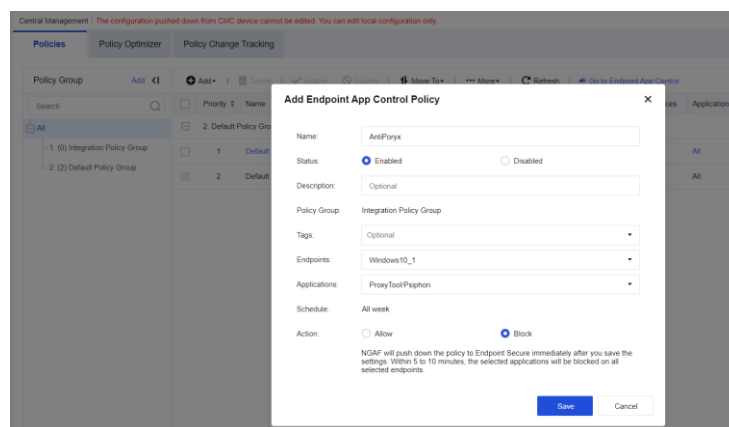 Central Management | The configuration pushed down from CMC device cannot be edited. You can edit local configuration only.
Policies Policy Optimizer Policy Change Tracking
Policy Group Add
Add Delete Enable Disable Move To More Refresh Go to Endpoint App Control
Search
Priority Name
Application
All
2. Default Policy Gro
1. (0) Integration Policy Group
1 Default
All
2. (2) Default Policy Group
2 Default
All
Add Endpoint App Control Policy
Name: AntiPoryx
Status: Enabled Disabled
Description: Optional
Policy Group: Integration Policy Group
Tags: Optional
Endpoints: Windows10_1
Applications: ProxyTool/Psiphon
Schedule: All week
Action: Allow Block
NGAF will push down the policy to Endpoint Secure immediately after you save the
settings. Within 5 to 10 minutes, the selected applications will be blocked on all
selected endpoints.
Save Cancel